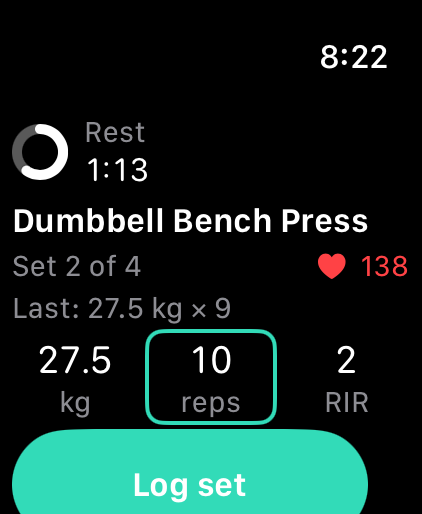 8:22
Rest
1:13
Dumbbell Bench Press
Set 2 of 4 138
Last: 27.5 kg × 9
27.5 10 2
kg reps RIR
Log set